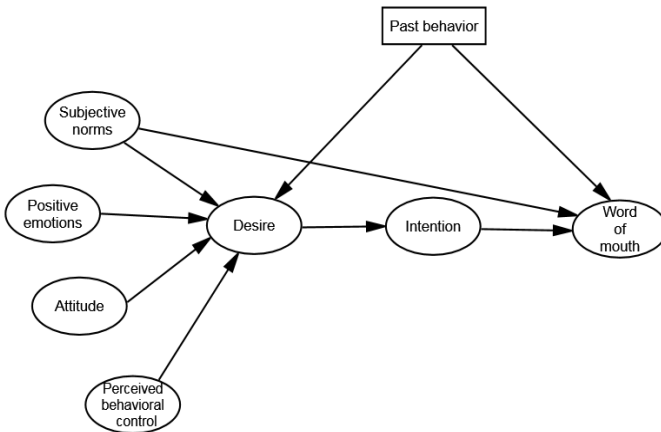 Past behavior
Subjective
norms
Positive
emotions
Desire
Intention
Word
of
mouth
Attitude
Perceived
behavioral
control